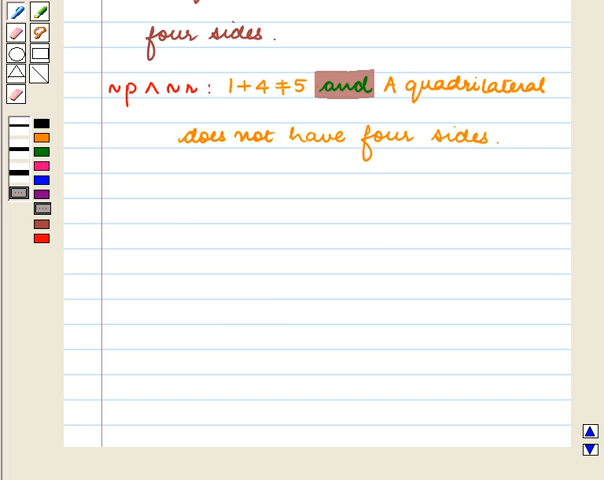 four sides.
~p ∧ ~r : 1+4≠5 and A quadrilateral
does not have four sides.